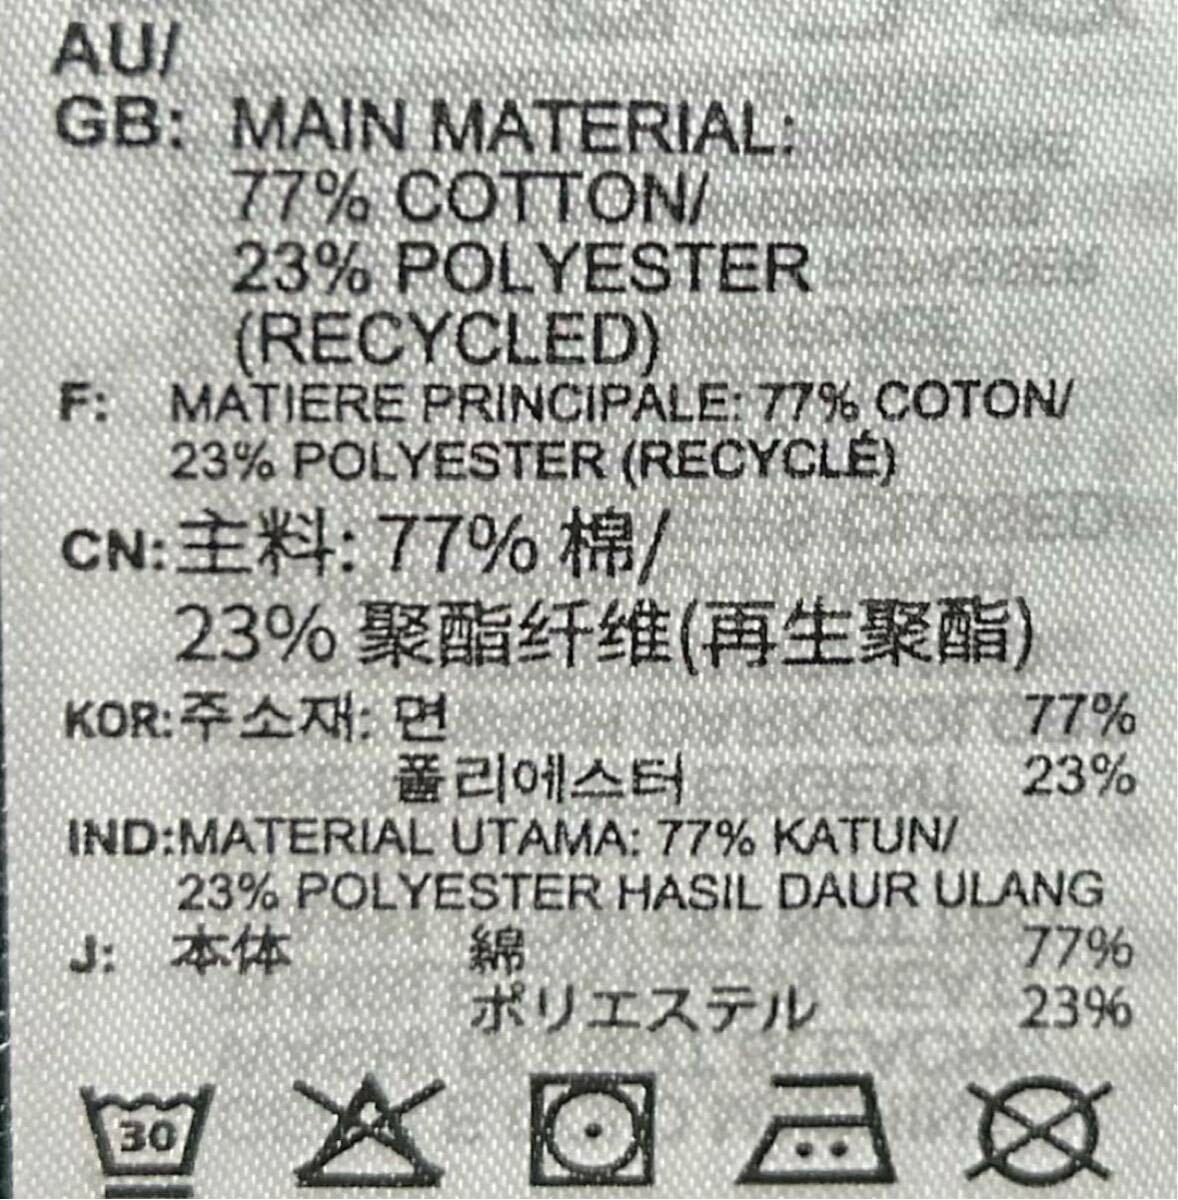 AU/
GB: MAIN MATERIAL:
77% COTTON/
23% POLYESTER
(RECYCLED)
F: MATIERE PRINCIPALE: 77% COTON/
23% POLYESTER (RECYCLÉ)
CN: 主料: 77% 棉/
23% 聚酯纤维(再生聚酯)
KOR: 주소재: 면 77%
폴리에스터 23%
IND: MATERIAL UTAMA: 77% KATUN/
23% POLYESTER HASIL DAUR ULANG
J: 本体 綿 77%
ポリエステル 23%
30